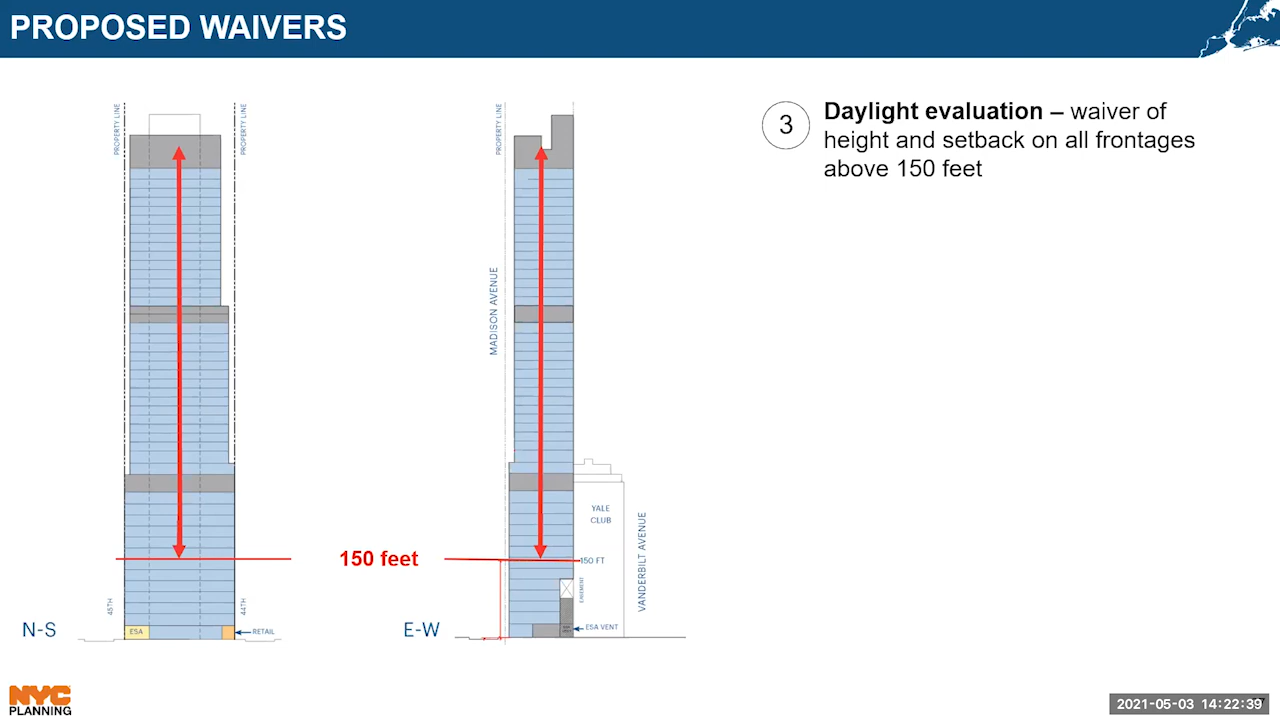 PROPOSED WAIVERS
PROPERTY LINE
PROPERTY LINE
PROPERTY LINE
3
Daylight evaluation – waiver of
height and setback on all frontages
above 150 feet
MADISON AVENUE
YALE
CLUB
VANDERBILT AVENUE
150 feet
150 FT
EASEMENT
45TH
44TH
N-S
ESA
RETAIL
E-W
ESA VENT
NYC
PLANNING
2021-05-03 14:22:39